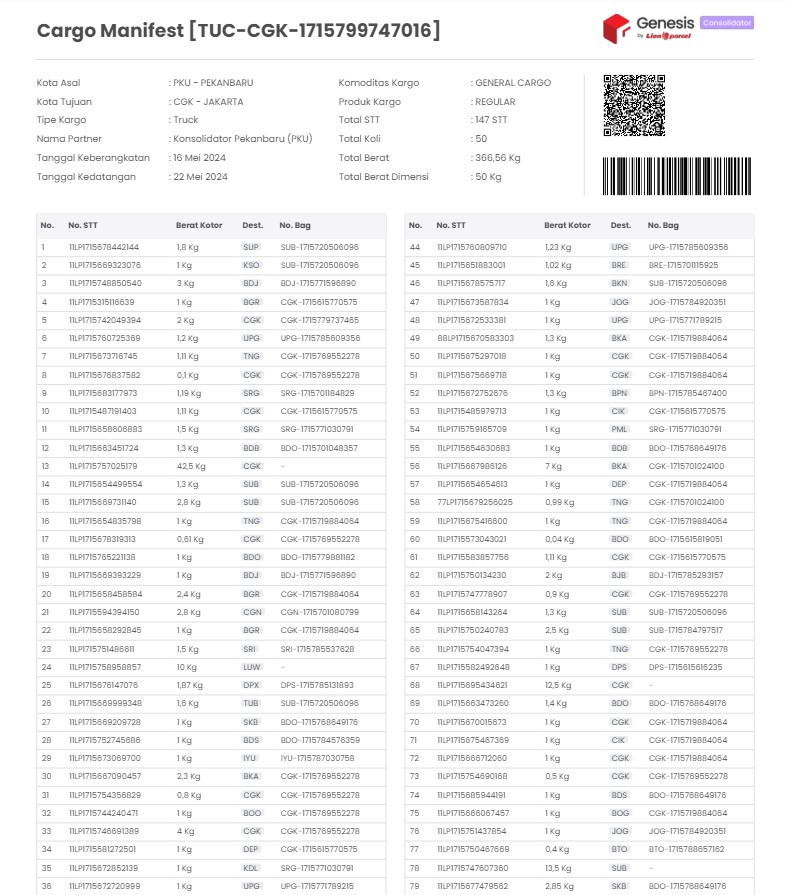 Cargo Manifest [TUC-CGK-1715799747016]
Genesis Consolidator
by Lion parcel
Kota Asal : PKU - PEKANBARU
Kota Tujuan : CGK - JAKARTA
Tipe Kargo : Truck
Nama Partner : Konsolidator Pekanbaru (PKU)
Tanggal Keberangkatan : 16 Mei 2024
Tanggal Kedatangan : 22 Mei 2024
Komoditas Kargo : GENERAL CARGO
Produk Kargo : REGULAR
Total STT : 147 STT
Total Koli : 50
Total Berat : 366,56 Kg
Total Berat Dimensi : 50 Kg
No. No. STT Berat Kotor Dest. No. Bag
1 11LP1715678442144 1,8 Kg SUP SUB-1715720506096
2 11LP1715669323076 1 Kg KSO SUB-1715720506096
3 11LP1715748850540 3 Kg BDJ BDJ-1715771596890
4 11LP1715315116639 1 Kg BGR CGK-1715615770575
5 11LP1715742049394 2 Kg CGK CGK-1715779737465
6 11LP1715760725369 1,2 Kg UPG UPG-1715785609356
7 11LP1715673716745 1,11 Kg TNG CGK-1715769552278
8 11LP1715676837582 0,1 Kg CGK CGK-1715769552278
9 11LP1715683177973 1,19 Kg SRG SRG-1715701184829
10 11LP1715487191403 1,11 Kg CGK CGK-1715615770575
11 11LP1715658606883 1,5 Kg SRG SRG-1715771030791
12 11LP1715663451724 1,3 Kg BDB BDO-1715701048357
13 11LP1715757025179 42,5 Kg CGK -
14 11LP1715654499554 1,3 Kg SUB SUB-1715720506096
15 11LP1715669731140 2,8 Kg SUB SUB-1715720506096
16 11LP1715654835798 1 Kg TNG CGK-1715719884064
17 11LP1715678319313 0,61 Kg CGK CGK-1715769552278
18 11LP1715765221138 1 Kg BDO BDO-1715779881182
19 11LP1715669393229 1 Kg BDJ BDJ-1715771596890
20 11LP1715658458584 2,4 Kg BGR CGK-1715719884064
21 11LP1715594394150 2,8 Kg CGN CGN-1715701080799
22 11LP1715658292845 1 Kg BGR CGK-1715719884064
23 11LP1715751486611 1,5 Kg SRI SRI-1715785537628
24 11LP1715758958857 10 Kg LUW -
25 11LP1715676147076 1,87 Kg DPX DPS-1715785131893
26 11LP1715669999348 1,6 Kg TUB SUB-1715720506096
27 11LP1715669209728 1 Kg SKB BDO-1715768649176
28 11LP1715752745686 1 Kg BDS BDO-1715784576359
29 11LP1715673069700 1 Kg IYU IYU-1715787030758
30 11LP1715667090457 2,3 Kg BKA CGK-1715769552278
31 11LP1715754356829 0,8 Kg CGK CGK-1715769552278
32 11LP1715744240471 1 Kg BOO CGK-1715769552278
33 11LP1715746691389 4 Kg CGK CGK-1715769552278
34 11LP1715581272501 1 Kg DEP CGK-1715615770575
35 11LP1715672852139 1 Kg KDL SRG-1715771030791
36 11LP1715672720999 1 Kg UPG UPG-1715771789215
No. No. STT Berat Kotor Dest. No. Bag
44 11LP1715760809710 1,23 Kg UPG UPG-1715785609356
45 11LP1715651883001 1,02 Kg BRE BRE-1715701115925
46 11LP1715678575717 1,6 Kg BKN SUB-1715720506096
47 11LP1715673587834 1 Kg JOG JOG-1715784920351
48 11LP1715672533381 1 Kg UPG UPG-1715771789215
49 88LP1715670583303 1,3 Kg BKA CGK-1715719884064
50 11LP1715675297018 1 Kg CGK CGK-1715719884064
51 11LP1715675669718 1 Kg CGK CGK-1715719884064
52 11LP1715672752676 1,3 Kg BPN BPN-1715785467400
53 11LP1715485979713 1 Kg CIK CGK-1715615770575
54 11LP1715759165709 1 Kg PML SRG-1715771030791
55 11LP1715654630683 1 Kg BDB BDO-1715768649176
56 11LP1715667986126 7 Kg BKA CGK-1715701024100
57 11LP1715654654613 1 Kg DEP CGK-1715719884064
58 77LP1715679256025 0,99 Kg TNG CGK-1715701024100
59 11LP1715675416600 1 Kg TNG CGK-1715719884064
60 11LP1715573043021 0,04 Kg BDO BDO-1715615819051
61 11LP1715583857756 1,11 Kg CGK CGK-1715615770575
62 11LP1715750134230 2 Kg BJB BDJ-1715785293157
63 11LP1715747778907 0,9 Kg CGK CGK-1715769552278
64 11LP1715658143264 1,3 Kg SUB SUB-1715720506096
65 11LP1715750240783 2,5 Kg SUB SUB-1715784797517
66 11LP1715754047394 1 Kg TNG CGK-1715769552278
67 11LP1715582492648 1 Kg DPS DPS-1715615616235
68 11LP1715695434621 12,5 Kg CGK -
69 11LP1715663473260 1,4 Kg BDO BDO-1715768649176
70 11LP1715670015673 1 Kg CGK CGK-1715719884064
71 11LP1715675467369 1 Kg CIK CGK-1715719884064
72 11LP1715666712060 1 Kg CGK CGK-1715719884064
73 11LP1715754690168 0,5 Kg CGK CGK-1715769552278
74 11LP1715685944191 1 Kg BDS BDO-1715768649176
75 11LP1715666067457 1 Kg BOG CGK-1715719884064
76 11LP1715751437854 1 Kg JOG JOG-1715784920351
77 11LP1715750467669 0,4 Kg BTO BTO-1715788657162
78 11LP1715747607360 13,5 Kg SUB -
79 11LP1715677479562 2,85 Kg SKB BDO-1715768649176